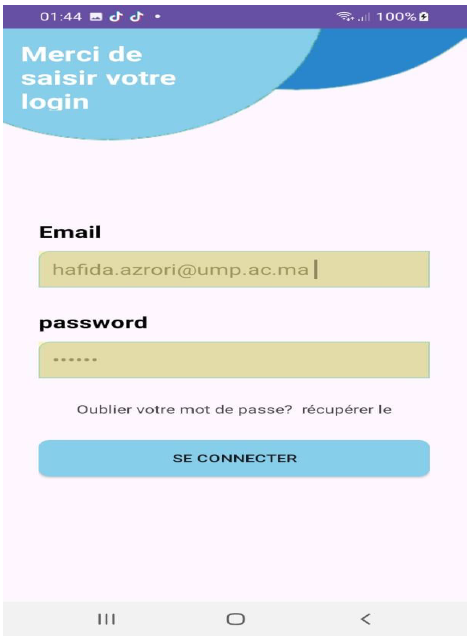 01:44
100%
Merci de
saisir votre
login
Email
hafida.azrori@ump.ac.ma
password
••••••
Oublier votre mot de passe? récupérer le
SE CONNECTER